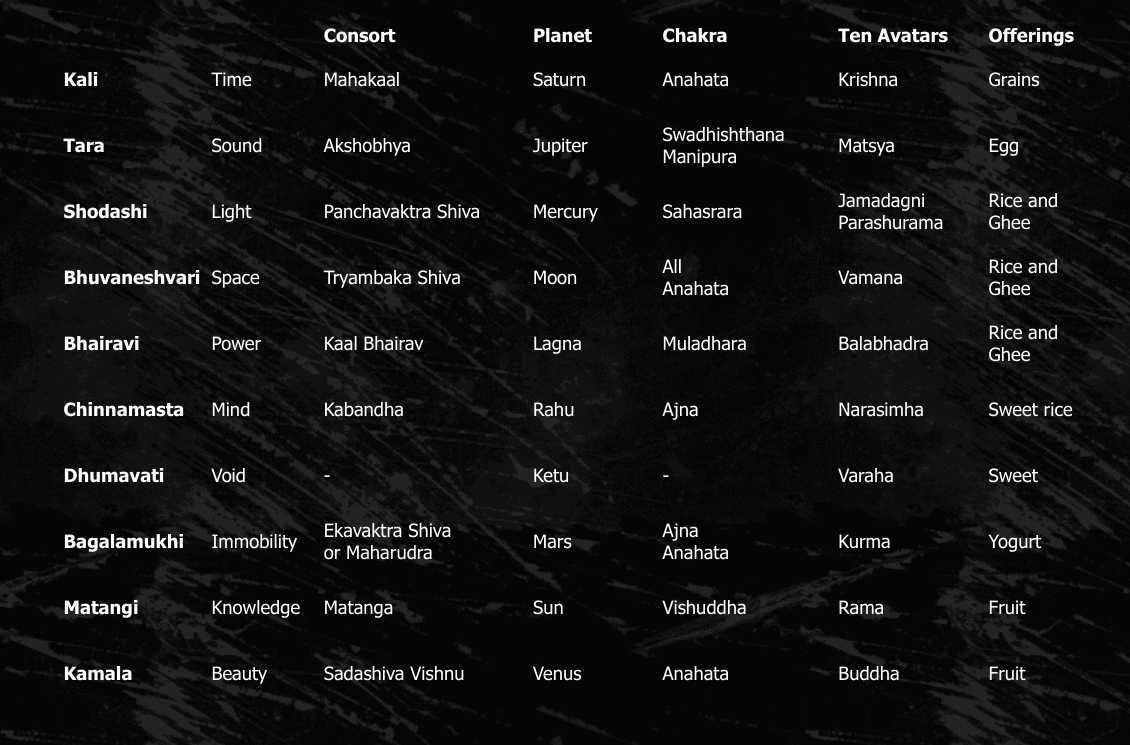 Consort Planet Chakra Ten Avatars Offerings
Kali Time Mahakaal Saturn Anahata Krishna Grains
Tara Sound Akshobhya Jupiter Swadhishthana Manipura Matsya Egg
Shodashi Light Panchavaktra Shiva Mercury Sahasrara Jamadagni Parashurama Rice and Ghee
Bhuvaneshvari Space Tryambaka Shiva Moon All Anahata Vamana Rice and Ghee
Bhairavi Power Kaal Bhairav Lagna Muladhara Balabhadra Rice and Ghee
Chinnamasta Mind Kabandha Rahu Ajna Narasimha Sweet rice
Dhumavati Void - Ketu - Varaha Sweet
Bagalamukhi Immobility Ekavaktra Shiva or Maharudra Mars Ajna Anahata Kurma Yogurt
Matangi Knowledge Matanga Sun Vishuddha Rama Fruit
Kamala Beauty Sadashiva Vishnu Venus Anahata Buddha Fruit